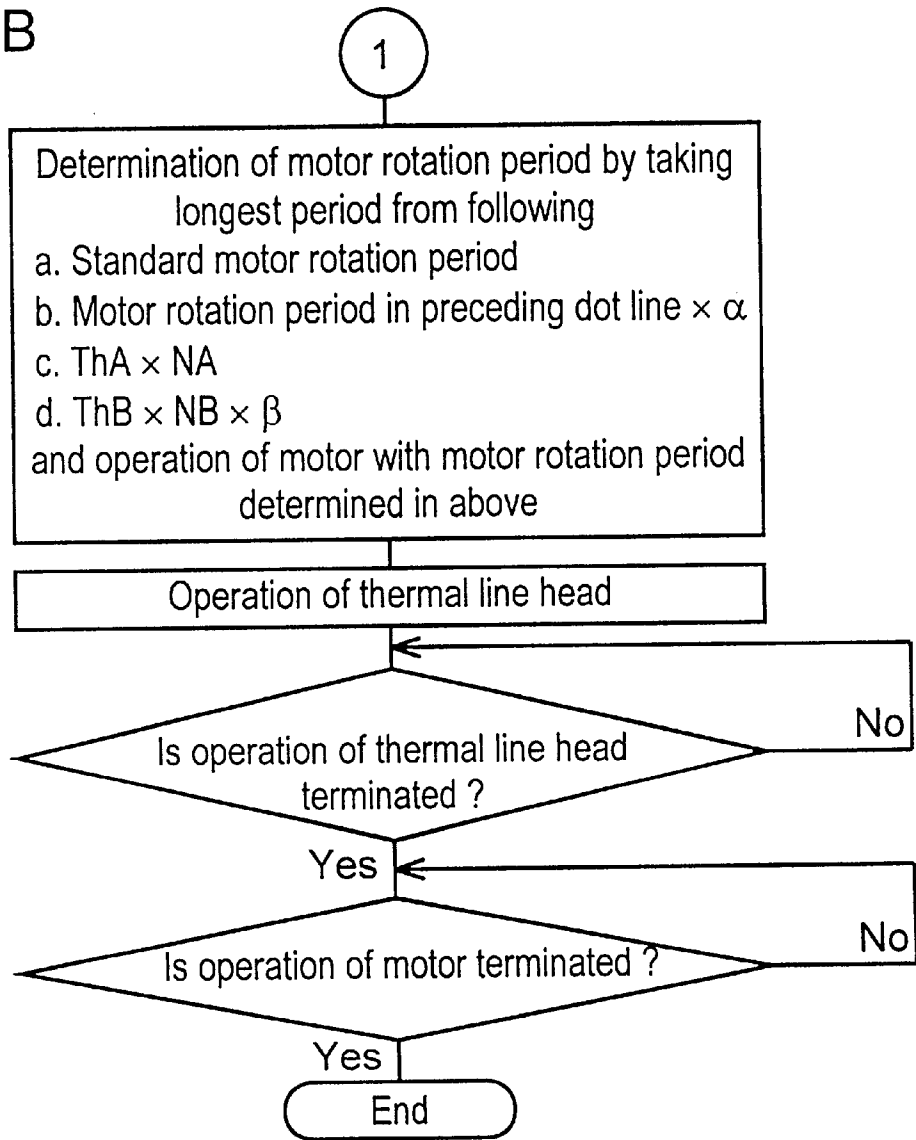 B
1
Determination of motor rotation period by taking
longest period from following
a. Standard motor rotation period
b. Motor rotation period in preceding dot line × α
c. ThA × NA
d. ThB × NB × β
and operation of motor with motor rotation period
determined in above
Operation of thermal line head
No
Is operation of thermal line head
terminated ?
Yes
No
Is operation of motor terminated ?
Yes
End